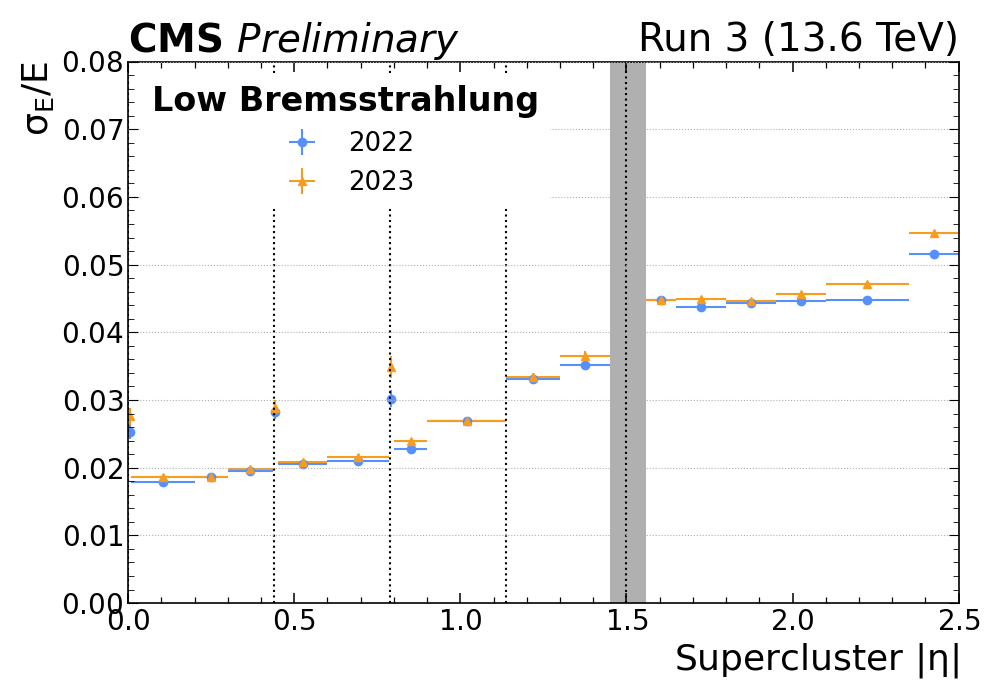 CMS Preliminary
Run 3 (13.6 TeV)
σE/E
0.08
0.07
0.06
0.05
0.04
0.03
0.02
0.01
0.00
Low Bremsstrahlung
2022
2023
0.0 0.5 1.0 1.5 2.0 2.5
Supercluster |η|